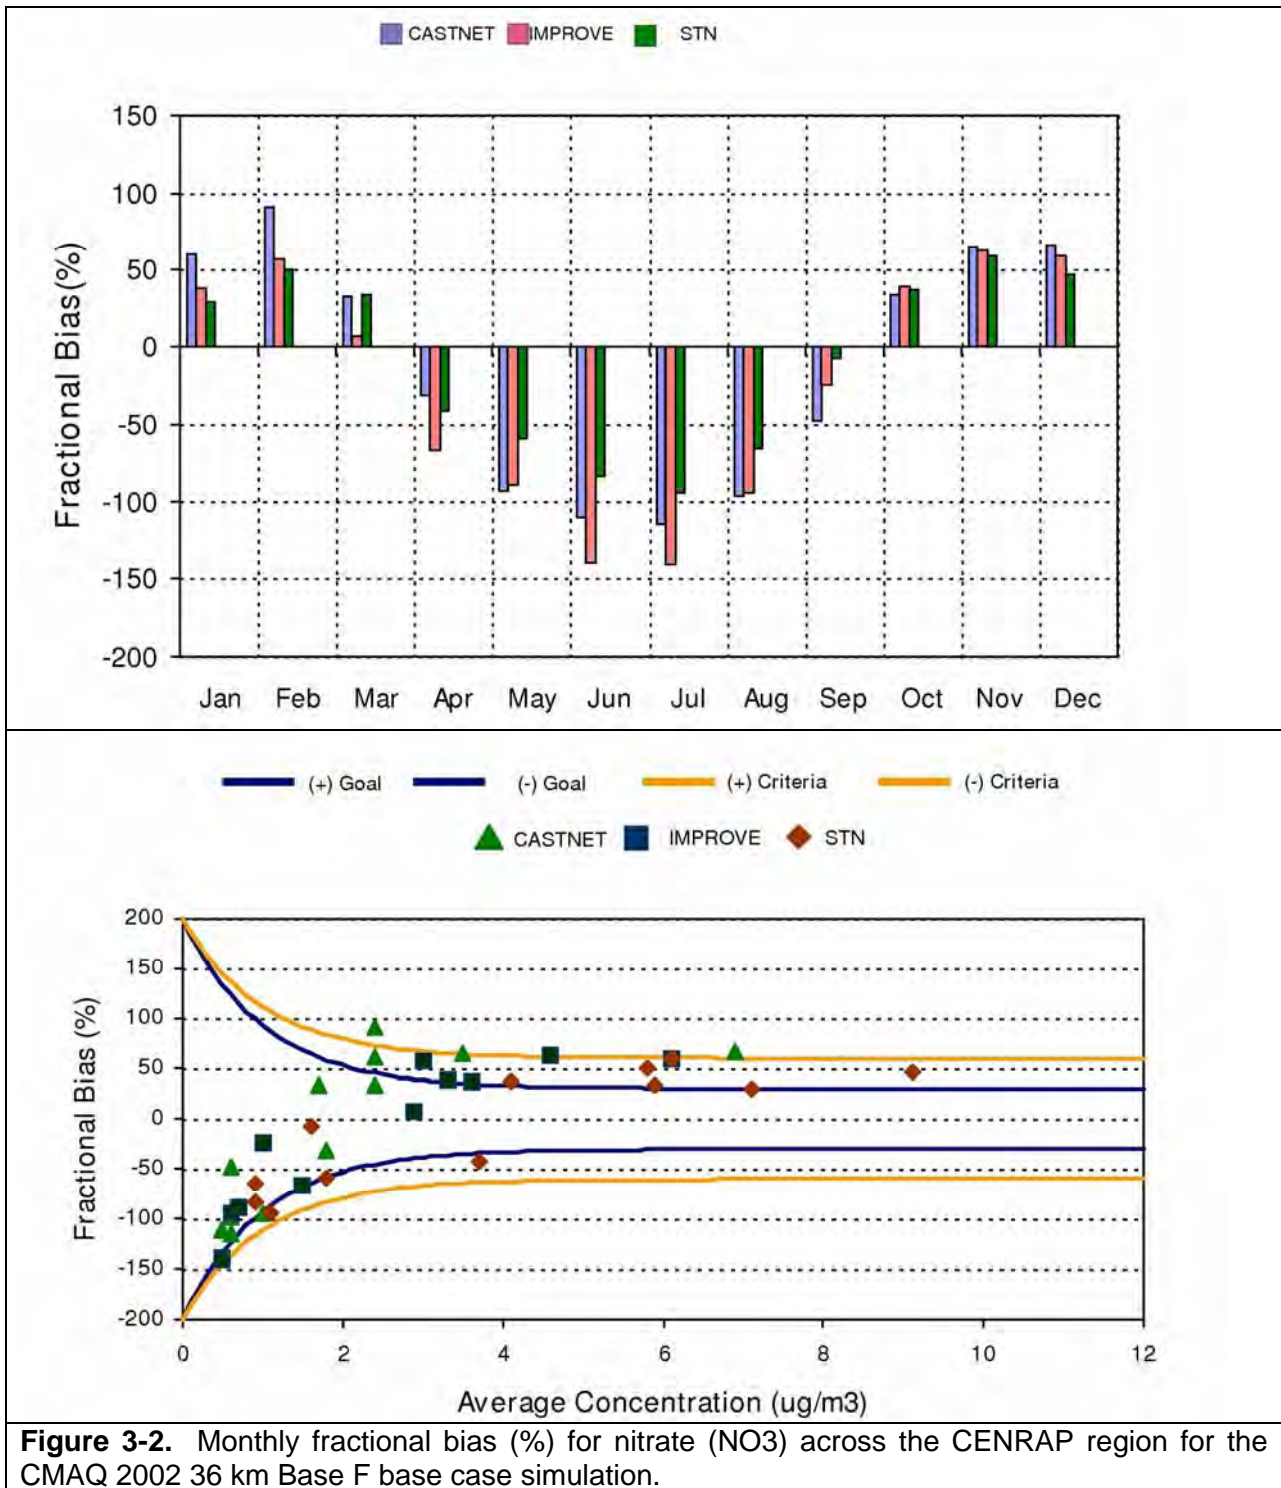 CASTNET IMPROVE STN
150
100
50
0
-50
-100
-150
-200
Fractional Bias(%)
Jan Feb Mar Apr May Jun Jul Aug Sep Oct Nov Dec
(+) Goal (-) Goal (+) Criteria (-) Criteria
CASTNET IMPROVE STN
200
150
100
50
0
-50
-100
-150
-200
Fractional Bias (%)
0 2 4 6 8 10 12
Average Concentration (ug/m3)
Figure 3-2. Monthly fractional bias (%) for nitrate (NO3) across the CENRAP region for the
CMAQ 2002 36 km Base F base case simulation.